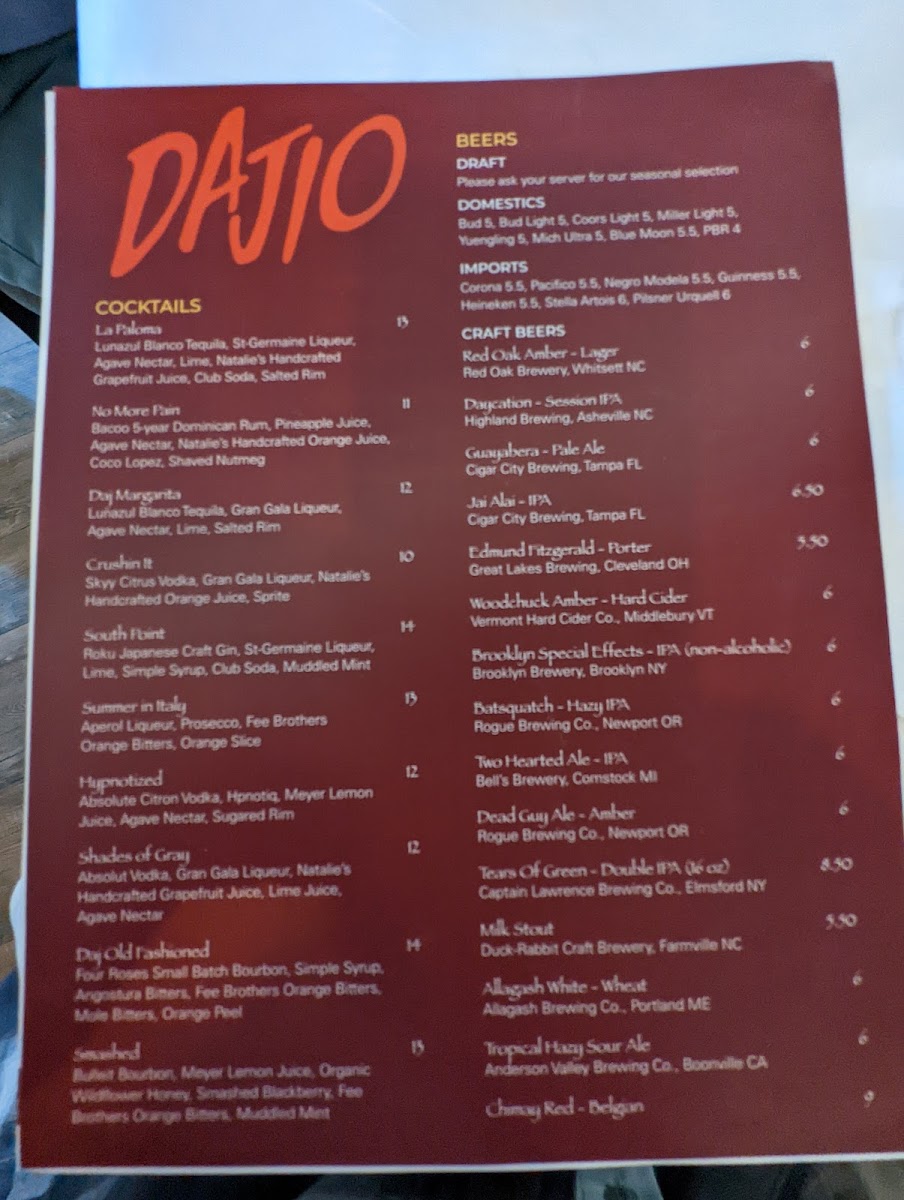 DAJIO
COCKTAILS
La Paloma 13
Lunazul Blanco Tequila, St-Germaine Liqueur,
Agave Nectar, Lime, Natalie's Handcrafted
Grapefruit Juice, Club Soda, Salted Rim
No More Pain 11
Bacoo 5-year Dominican Rum, Pineapple Juice,
Agave Nectar, Natalie's Handcrafted Orange Juice,
Coco Lopez, Shaved Nutmeg
Daj Margarita 12
Lunazul Blanco Tequila, Gran Gala Liqueur,
Agave Nectar, Lime, Salted Rim
Crushin It 10
Skyy Citrus Vodka, Gran Gala Liqueur, Natalie's
Handcrafted Orange Juice, Sprite
South Point 14
Roku Japanese Craft Gin, St-Germaine Liqueur,
Lime, Simple Syrup, Club Soda, Muddled Mint
Summer in Italy 13
Aperol Liqueur, Prosecco, Fee Brothers
Orange Bitters, Orange Slice
Hypnotized 12
Absolute Citron Vodka, Hpnotiq, Meyer Lemon
Juice, Agave Nectar, Sugared Rim
Shades of Gray 12
Absolut Vodka, Gran Gala Liqueur, Natalie's
Handcrafted Grapefruit Juice, Lime Juice,
Agave Nectar
Daj Old Fashioned 14
Four Roses Small Batch Bourbon, Simple Syrup,
Angostura Bitters, Fee Brothers Orange Bitters,
Mole Bitters, Orange Peel
Smashed 13
Bulleit Bourbon, Meyer Lemon Juice, Organic
Wildflower Honey, Smashed Blackberry, Fee
Brothers Orange Bitters, Muddled Mint
BEERS
DRAFT
Please ask your server for our seasonal selection
DOMESTICS
Bud 5, Bud Light 5, Coors Light 5, Miller Light 5,
Yuengling 5, Mich Ultra 5, Blue Moon 5.5, PBR 4
IMPORTS
Corona 5.5, Pacifico 5.5, Negro Modela 5.5, Guinness 5.5,
Heineken 5.5, Stella Artois 6, Pilsner Urquell 6
CRAFT BEERS
Red Oak Amber - Lager 6
Red Oak Brewery, Whitsett NC
Daycation - Session IPA 6
Highland Brewing, Asheville NC
Guayabera - Pale Ale 6
Cigar City Brewing, Tampa FL
Jai Alai - IPA 6.50
Cigar City Brewing, Tampa FL
Edmund Fitzgerald - Porter 5.50
Great Lakes Brewing, Cleveland OH
Woodchuck Amber - Hard Cider 6
Vermont Hard Cider Co., Middlebury VT
Brooklyn Special Effects - IPA (non-alcoholic) 6
Brooklyn Brewery, Brooklyn NY
Batsquatch - Hazy IPA 6
Rogue Brewing Co., Newport OR
Two Hearted Ale - IPA 6
Bell's Brewery, Comstock MI
Dead Guy Ale - Amber 6
Rogue Brewing Co., Newport OR
Tears Of Green - Double IPA (16 oz) 8.50
Captain Lawrence Brewing Co., Elmsford NY
Milk Stout 5.50
Duck-Rabbit Craft Brewery, Farmville NC
Allagash White - Wheat 6
Allagash Brewing Co., Portland ME
Tropical Hazy Sour Ale 6
Anderson Valley Brewing Co., Boonville CA
Chimay Red - Belgian 9